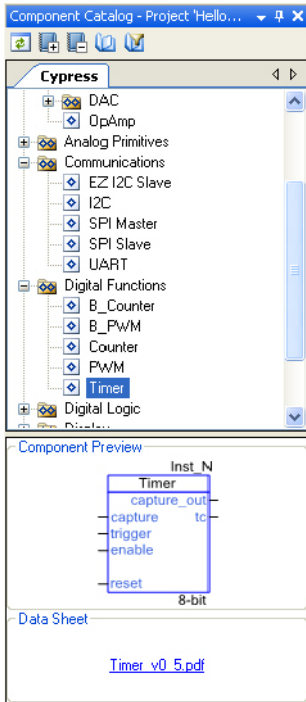 Component Catalog - Project 'Hello...
Cypress
DAC
OpAmp
Analog Primitives
Communications
EZ I2C Slave
I2C
SPI Master
SPI Slave
UART
Digital Functions
B_Counter
B_PWM
Counter
PWM
Timer
Digital Logic
Display
Component Preview
Inst_N
Timer
capture_out
capture tc
trigger
enable
reset
8-bit
Data Sheet
Timer_v0_5.pdf